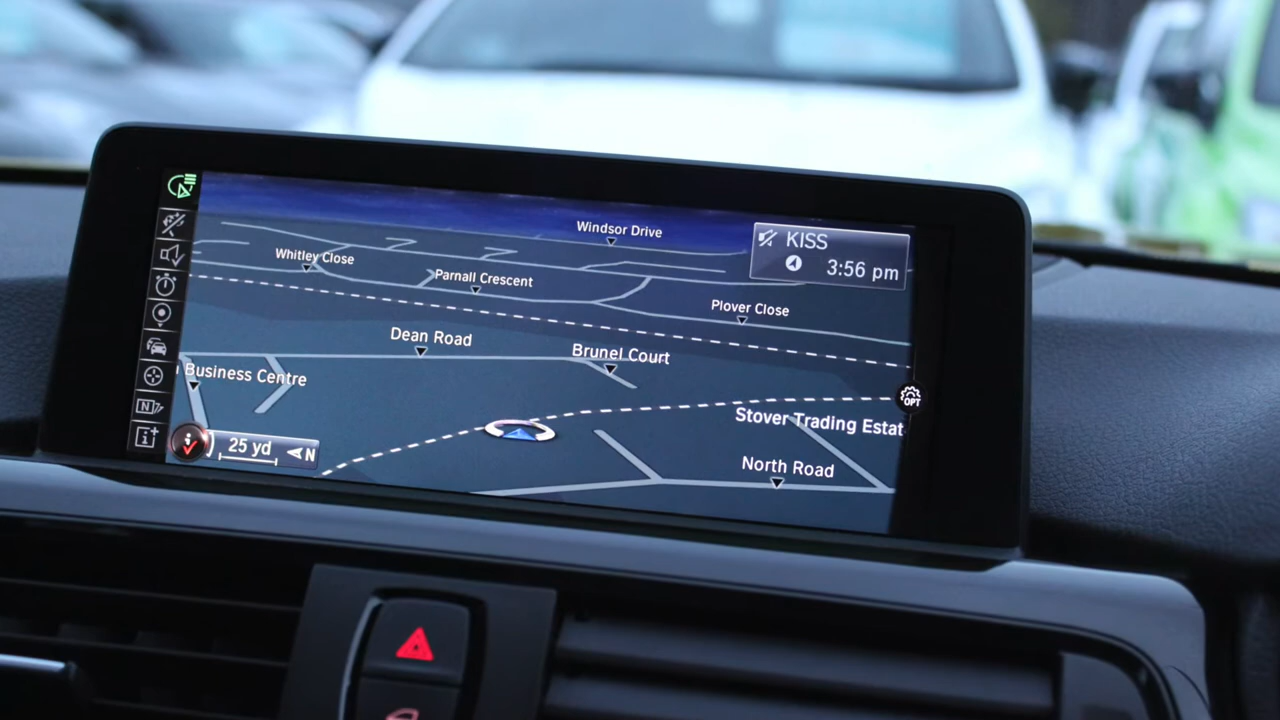 Windsor Drive
KISS
3:56 pm
Whitley Close
Parnall Crescent
Plover Close
Dean Road
Brunel Court
Business Centre
OPT
Stover Trading Estat
25 yd
N
North Road